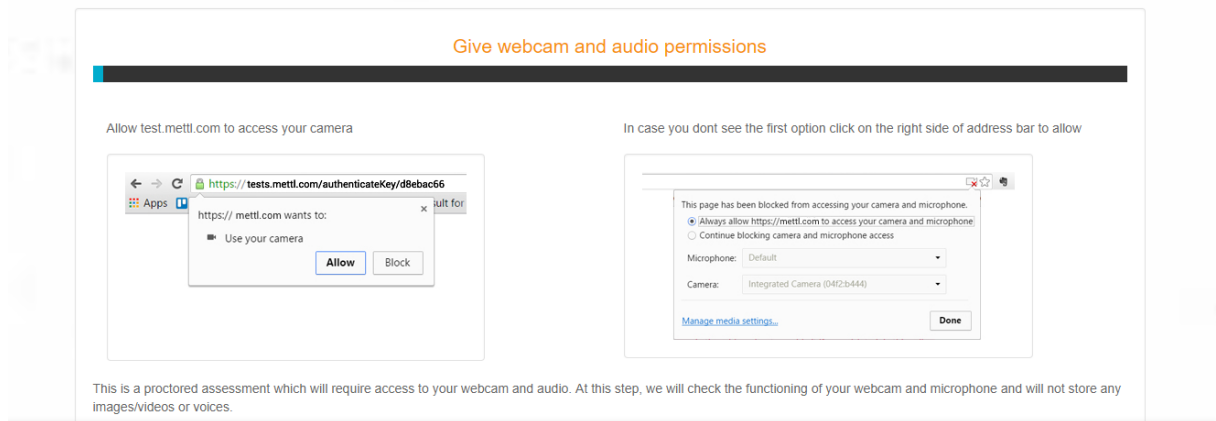 Give webcam and audio permissions
Allow test.mettl.com to access your camera
https://tests.mettl.com/authenticateKey/d8ebac66
Apps
sult for
https:// mettl.com wants to:
×
Use your camera
Allow
Block
In case you dont see the first option click on the right side of address bar to allow
This page has been blocked from accessing your camera and microphone.
Always allow https://mettl.com to access your camera and microphone
Continue blocking camera and microphone access
Microphone: Default
Camera: Integrated Camera (04f2:b444)
Manage media settings...
Done
This is a proctored assessment which will require access to your webcam and audio. At this step, we will check the functioning of your webcam and microphone and will not store any
images/videos or voices.